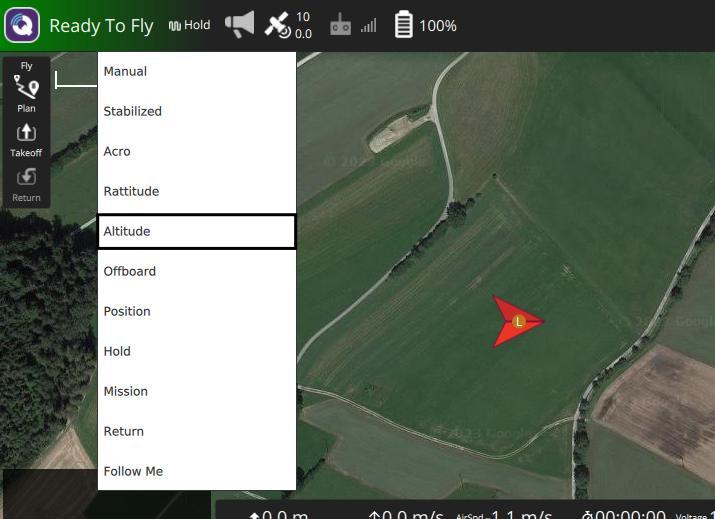 Ready To Fly
Hold
10
0.0
100%
Fly
Plan
Takeoff
Return
Manual
Stabilized
Acro
Rattitude
Altitude
Offboard
Position
Hold
Mission
Return
Follow Me
© 2023 Google
L
Google
2023 Google
0.0 m
0.0 m/s
AirSpd
1.1 m/s
00:00:00
Voltage